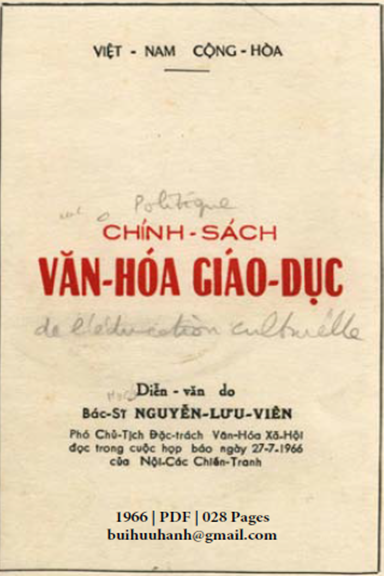 VIỆT - NAM CỘNG - HÒA
Politique
CHÍNH - SÁCH
VĂN-HÓA GIÁO-DỤC
de l'éducation culturelle
Diễn - văn do
Bác-Sĩ NGUYỄN-LƯU-VIÊN
Phó Chủ-Tịch Đặc-trách Văn-Hóa Xã-Hội
đọc trong cuộc họp báo ngày 27-7-1966
của Nội-Các Chiến-Tranh
1966 | PDF | 028 Pages
buihuuhanh@gmail.com